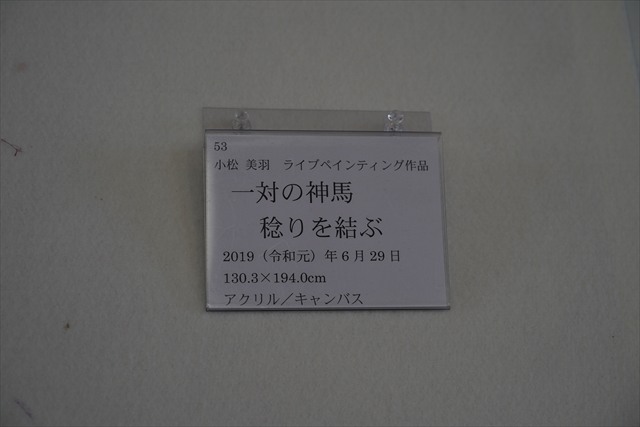 53
小松 美羽　ライブペインティング作品
一対の神馬
稔りを結ぶ
2019（令和元）年6月29日
130.3×194.0cm
アクリル／キャンバス